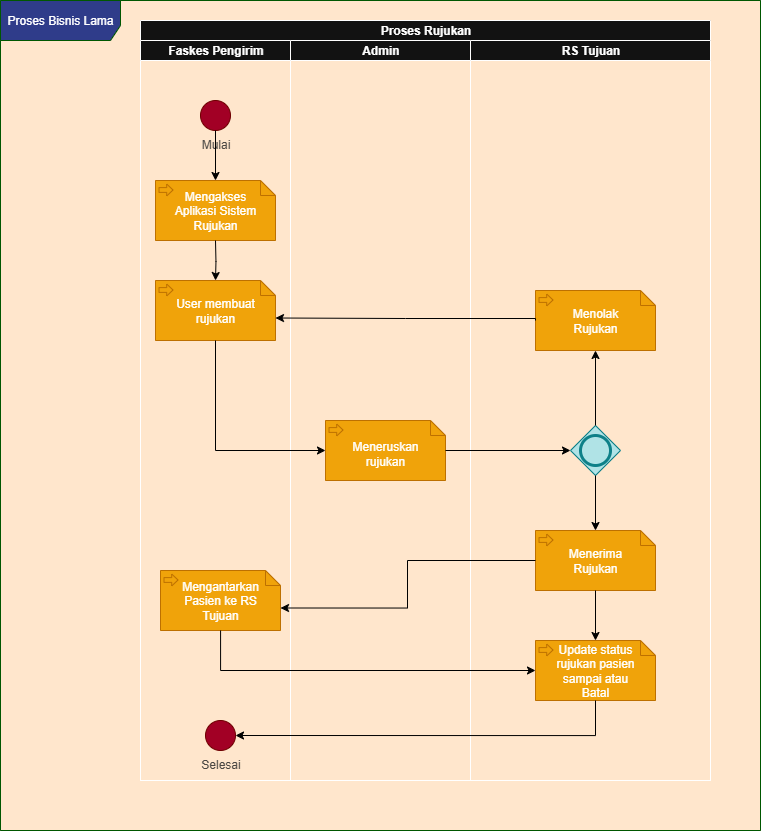 Proses Bisnis Lama
Proses Rujukan
Faskes Pengirim
Admin
RS Tujuan
Mulai
Mengakses
Aplikasi Sistem
Rujukan
User membuat
rujukan
Menolak
Rujukan
Meneruskan
rujukan
Menerima
Rujukan
Mengantarkan
Pasien ke RS
Tujuan
Update status
rujukan pasien
sampai atau
Batal
Selesai